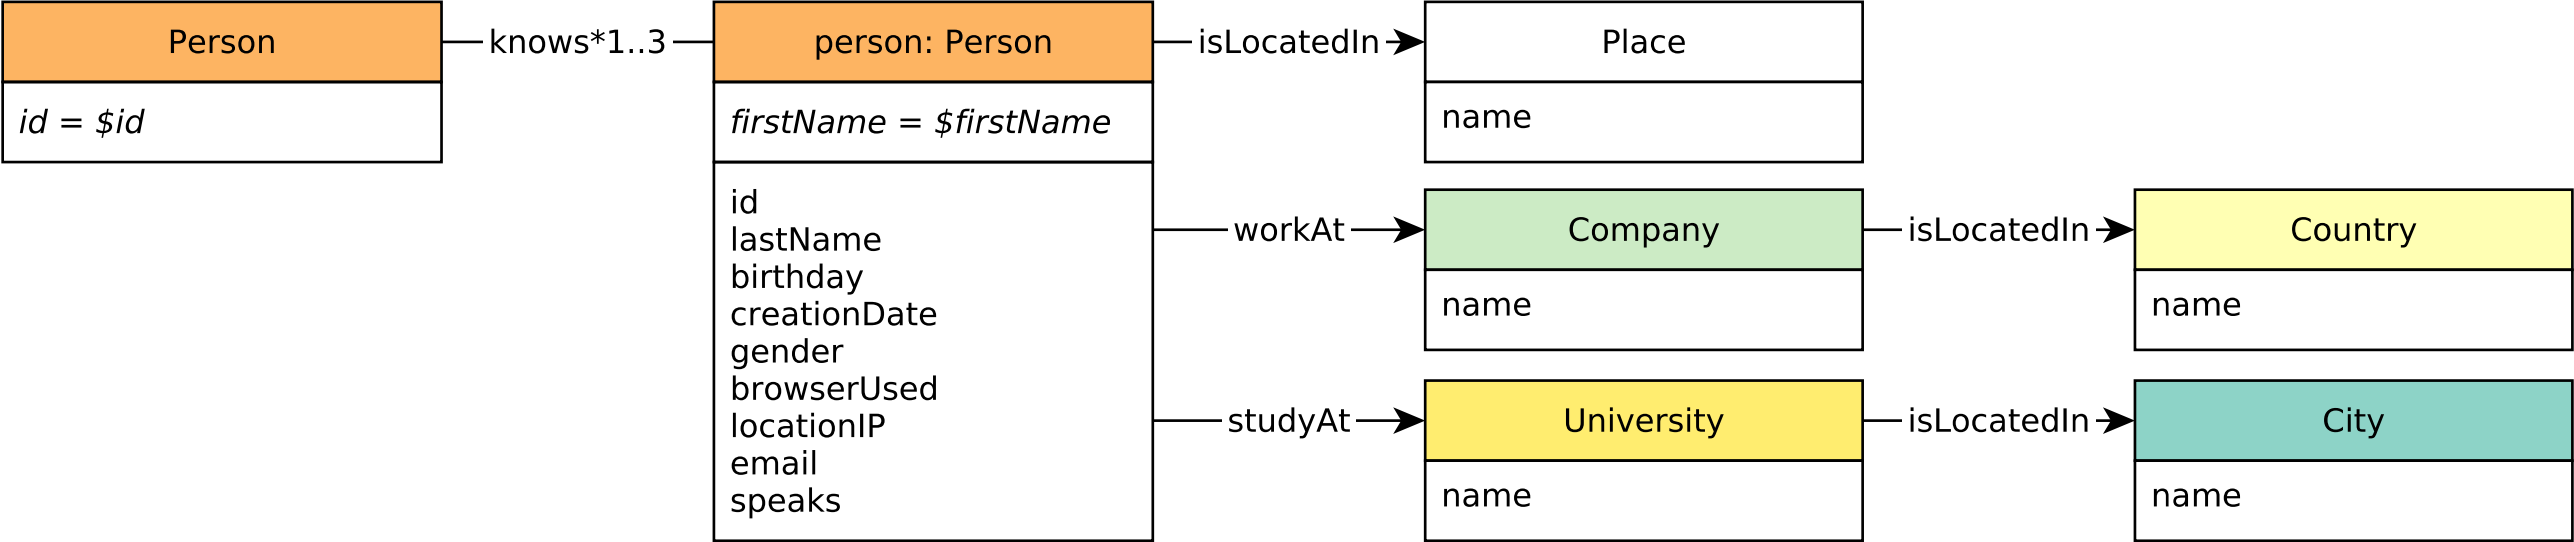 Person
id = $id
knows*1..3
person: Person
firstName = $firstName
id
lastName
birthday
creationDate
gender
browserUsed
locationIP
email
speaks
isLocatedIn
Place
name
workAt
Company
name
isLocatedIn
Country
name
studyAt
University
name
isLocatedIn
City
name